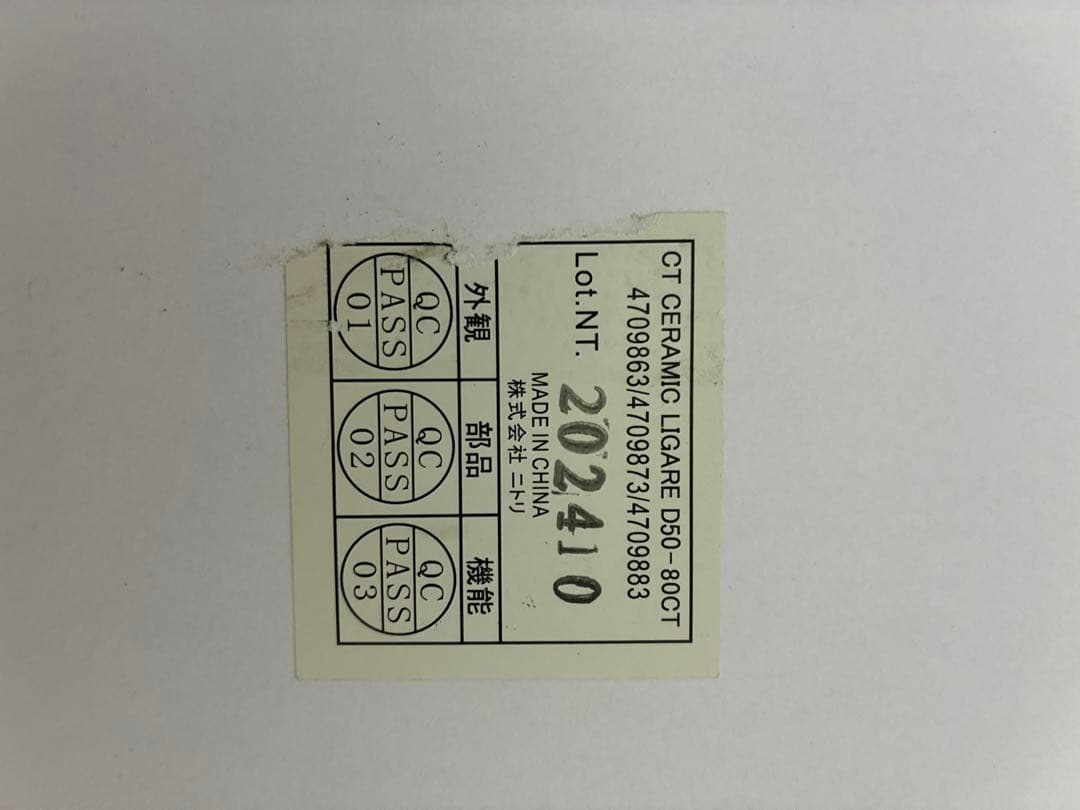 CT CERAMIC LIGARE D50-80CT
4709863/4709873/4709883
Lot.NT. 202410
MADE IN CHINA
株式会社 ニトリ
外観 部品 機能
QC QC QC
PASS PASS PASS
01 02 03